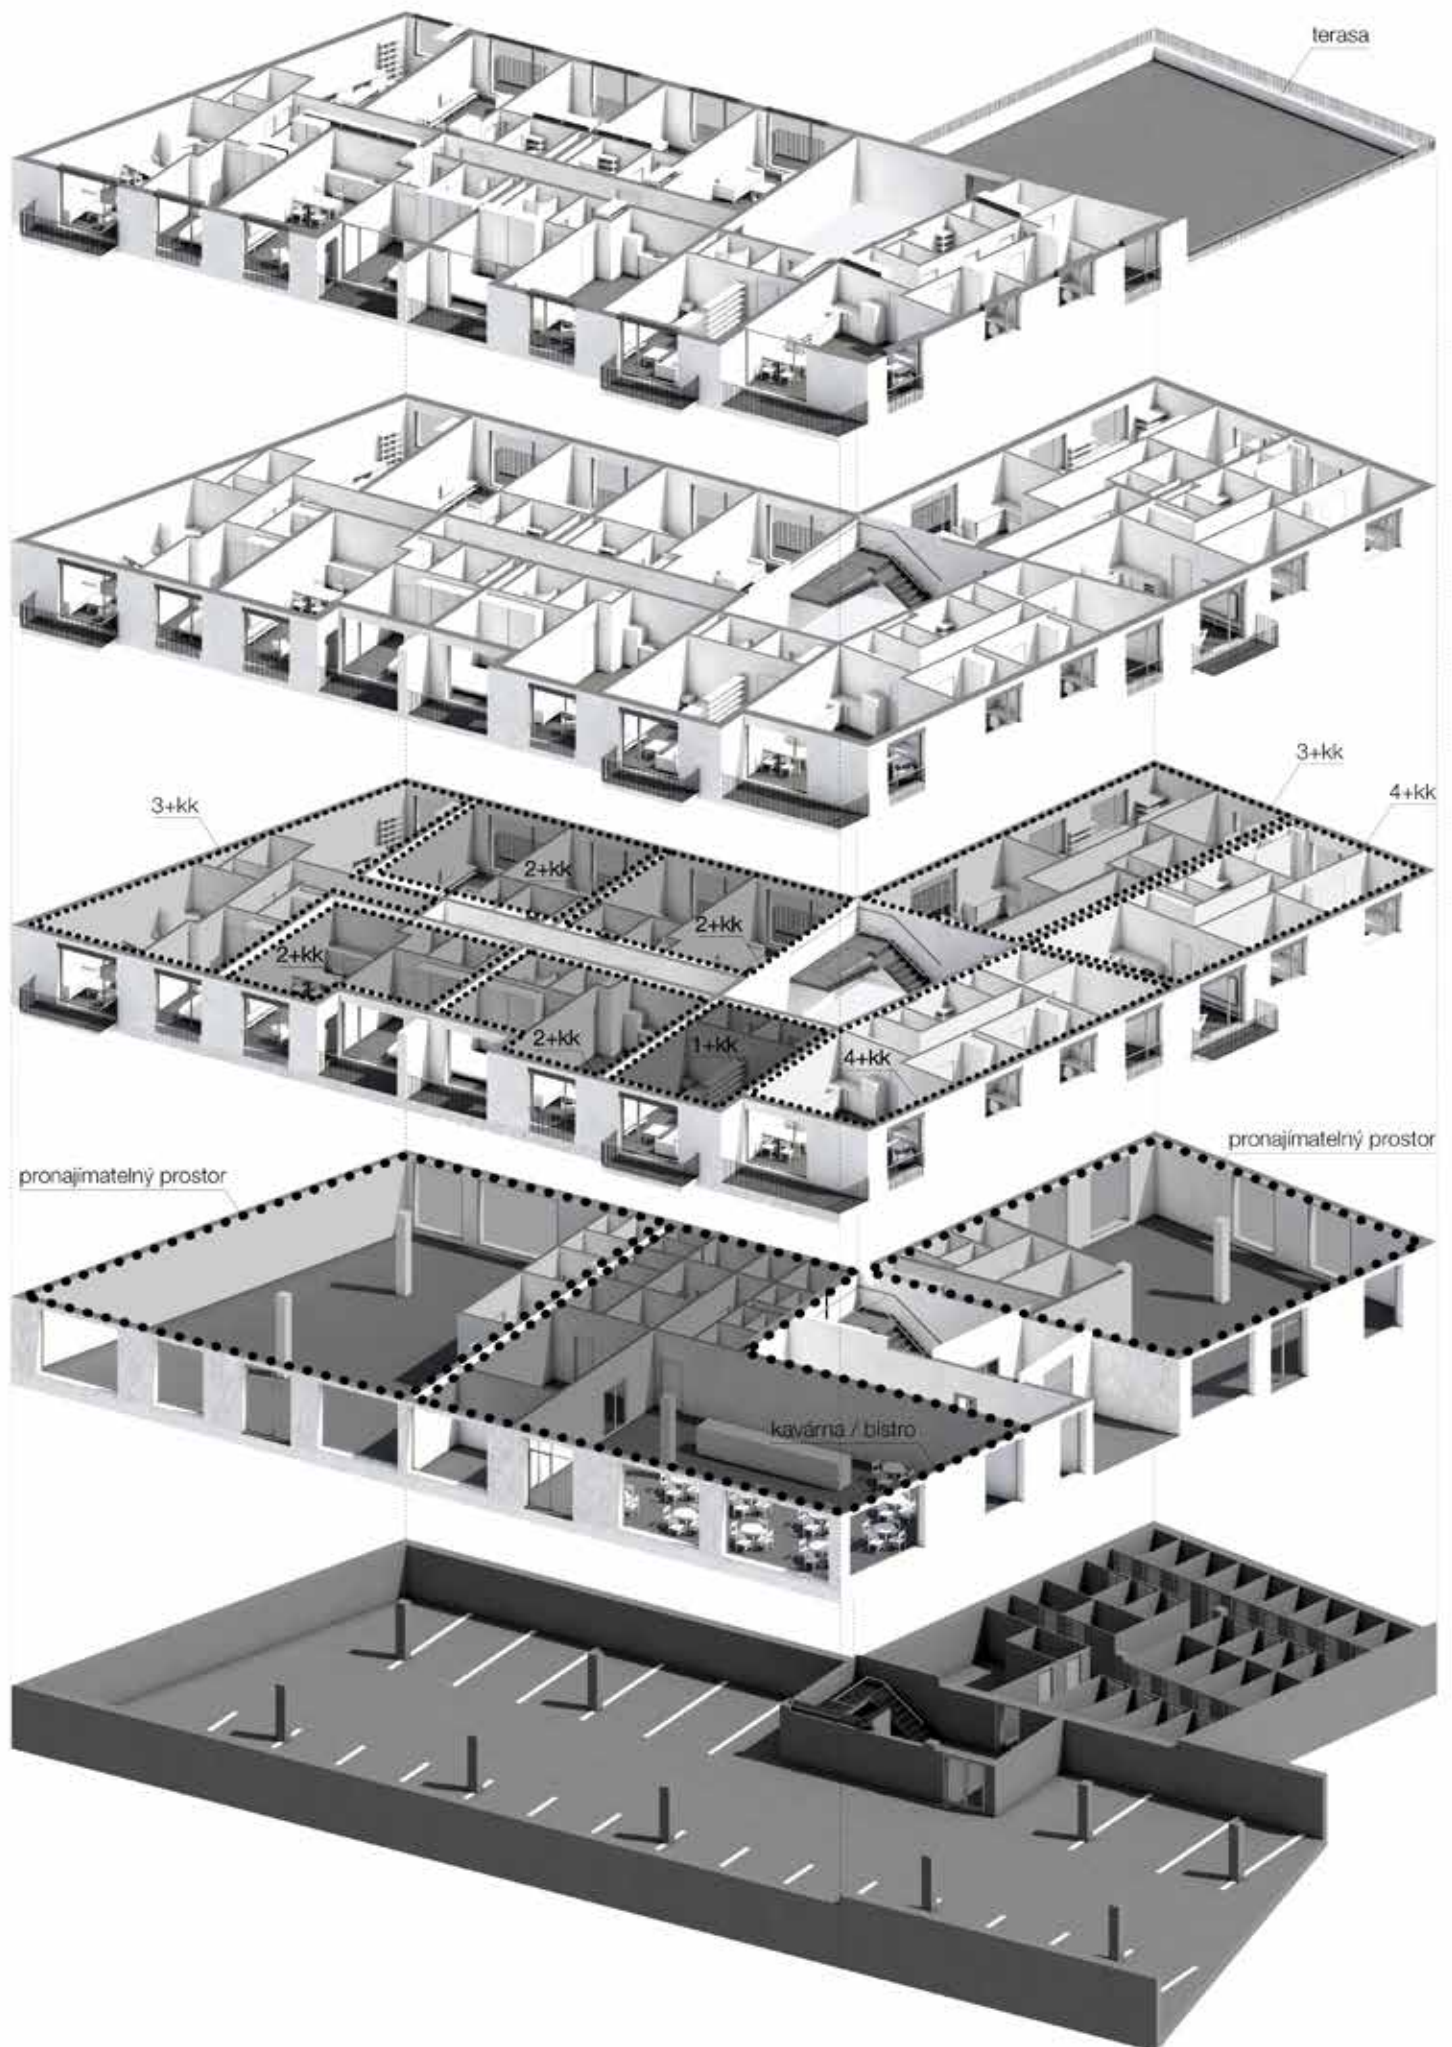 terasa
3+kk
3+kk
4+kk
2+kk
2+kk
2+kk
2+kk
1+kk
4+kk
pronajímatelný prostor
pronajímatelný prostor
kavárna / bistro